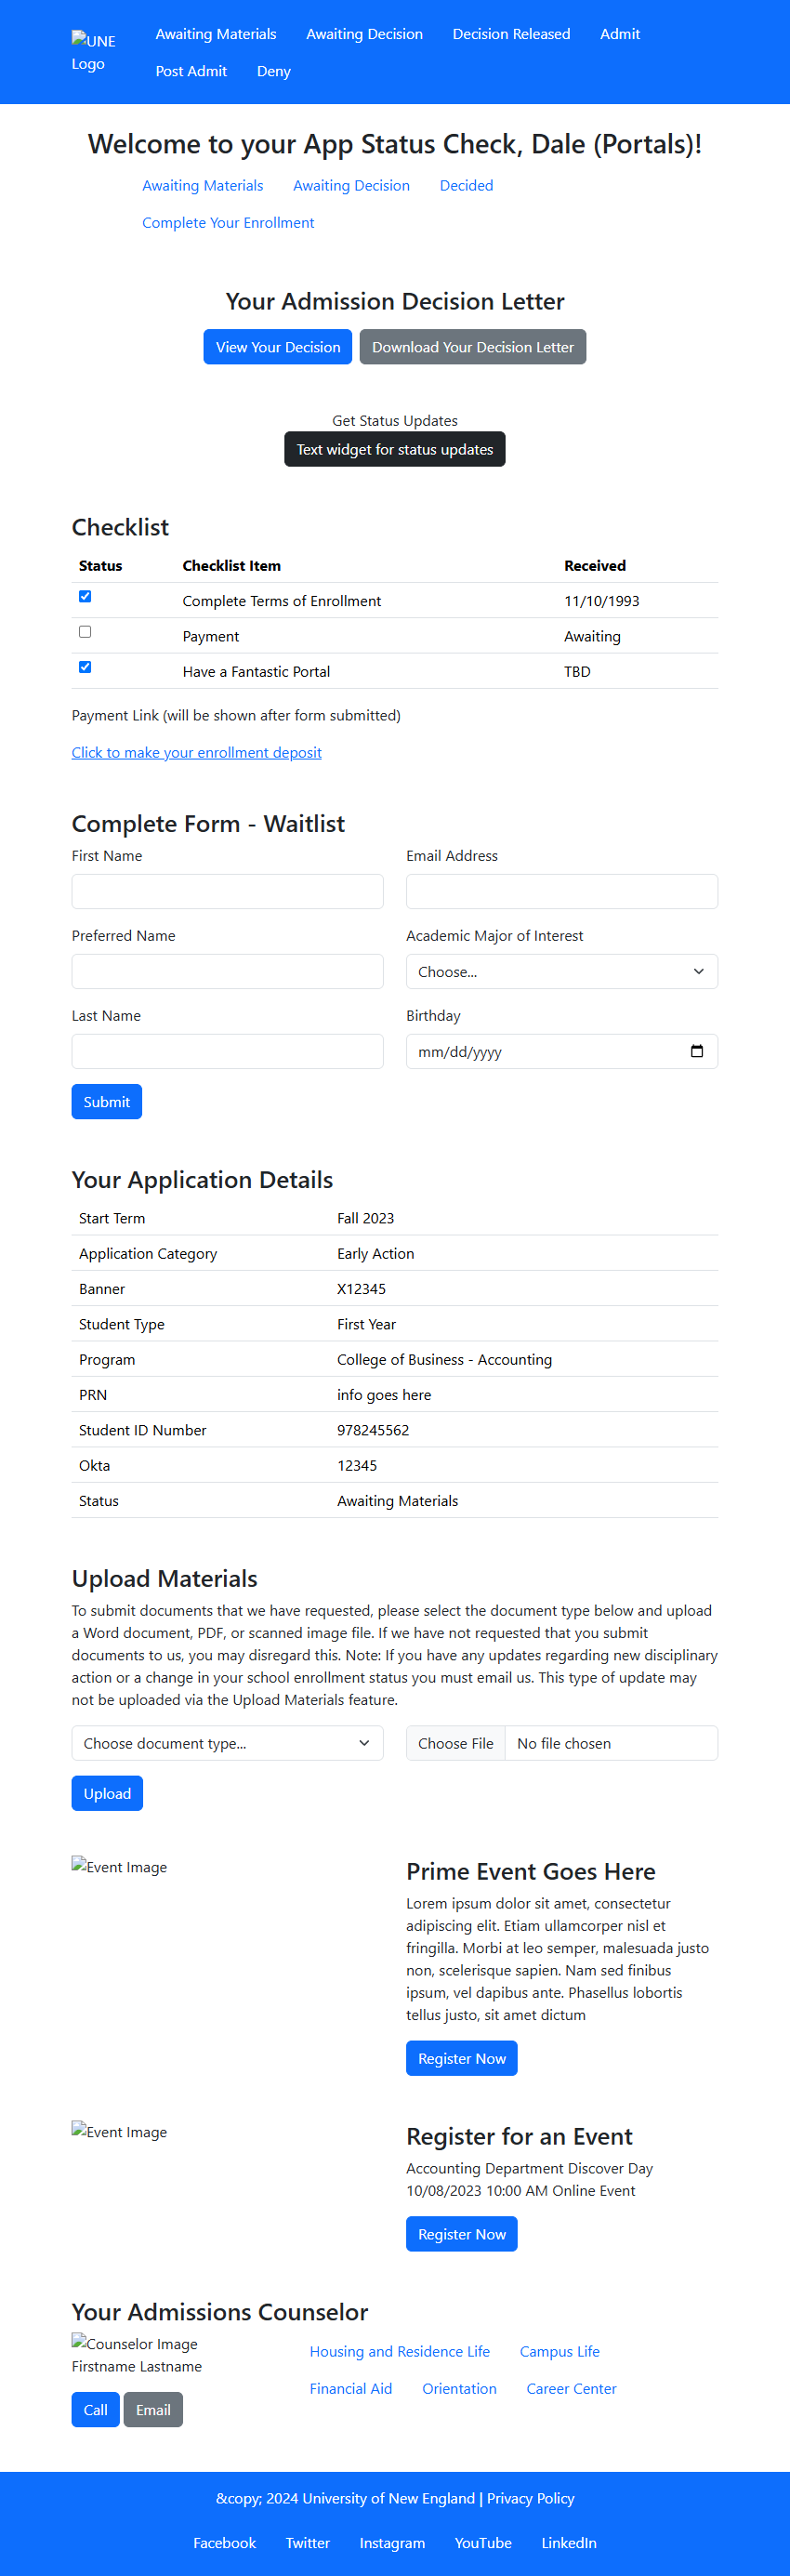 UNE Logo
Awaiting Materials Awaiting Decision Decision Released Admit
Post Admit Deny
Welcome to your App Status Check, Dale (Portals)!
Awaiting Materials Awaiting Decision Decided
Complete Your Enrollment
Your Admission Decision Letter
View Your Decision Download Your Decision Letter
Get Status Updates
Text widget for status updates
Checklist
Status Checklist Item Received
Complete Terms of Enrollment 11/10/1993
Payment Awaiting
Have a Fantastic Portal TBD
Payment Link (will be shown after form submitted)
Click to make your enrollment deposit
Complete Form - Waitlist
First Name Email Address
Preferred Name Academic Major of Interest
Choose...
Last Name Birthday
mm/dd/yyyy
Submit
Your Application Details
Start Term Fall 2023
Application Category Early Action
Banner X12345
Student Type First Year
Program College of Business - Accounting
PRN info goes here
Student ID Number 978245562
Okta 12345
Status Awaiting Materials
Upload Materials
To submit documents that we have requested, please select the document type below and upload
a Word document, PDF, or scanned image file. If we have not requested that you submit
documents to us, you may disregard this. Note: If you have any updates regarding new disciplinary
action or a change in your school enrollment status you must email us. This type of update may
not be uploaded via the Upload Materials feature.
Choose document type... Choose File No file chosen
Upload
Event Image
Prime Event Goes Here
Lorem ipsum dolor sit amet, consectetur
adipiscing elit. Etiam ullamcorper nisl et
fringilla. Morbi at leo semper, malesuada justo
non, scelerisque sapien. Nam sed finibus
ipsum, vel dapibus ante. Phasellus lobortis
tellus justo, sit amet dictum
Register Now
Event Image
Register for an Event
Accounting Department Discover Day
10/08/2023 10:00 AM Online Event
Register Now
Your Admissions Counselor
Counselor Image
Firstname Lastname
Call Email
Housing and Residence Life Campus Life
Financial Aid Orientation Career Center
&copy; 2024 University of New England | Privacy Policy
Facebook Twitter Instagram YouTube LinkedIn